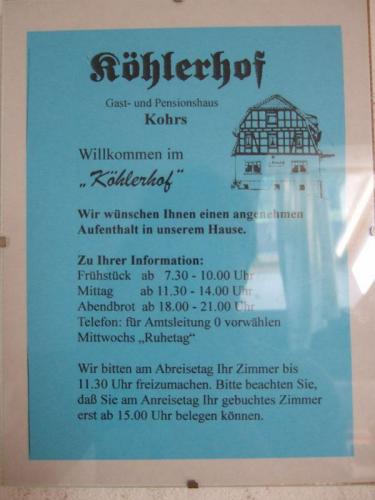 Köhlerhof
Gast- und Pensionshaus
Kohrs
Willkommen im
„Köhlerhof"
Wir wünschen Ihnen einen angenehmen
Aufenthalt in unserem Hause.
Zu Ihrer Information:
Frühstück ab 7.30 - 10.00 Uhr
Mittag ab 11.30 - 14.00 Uhr
Abendbrot ab 18.00 - 21.00 Uhr
Telefon: für Amtsleitung 0 vorwählen
Mittwochs „Ruhetag"
Wir bitten am Abreisetag Ihr Zimmer bis
11.30 Uhr freizumachen. Bitte beachten Sie,
daß Sie am Anreisetag Ihr gebuchtes Zimmer
erst ab 15.00 Uhr belegen können.